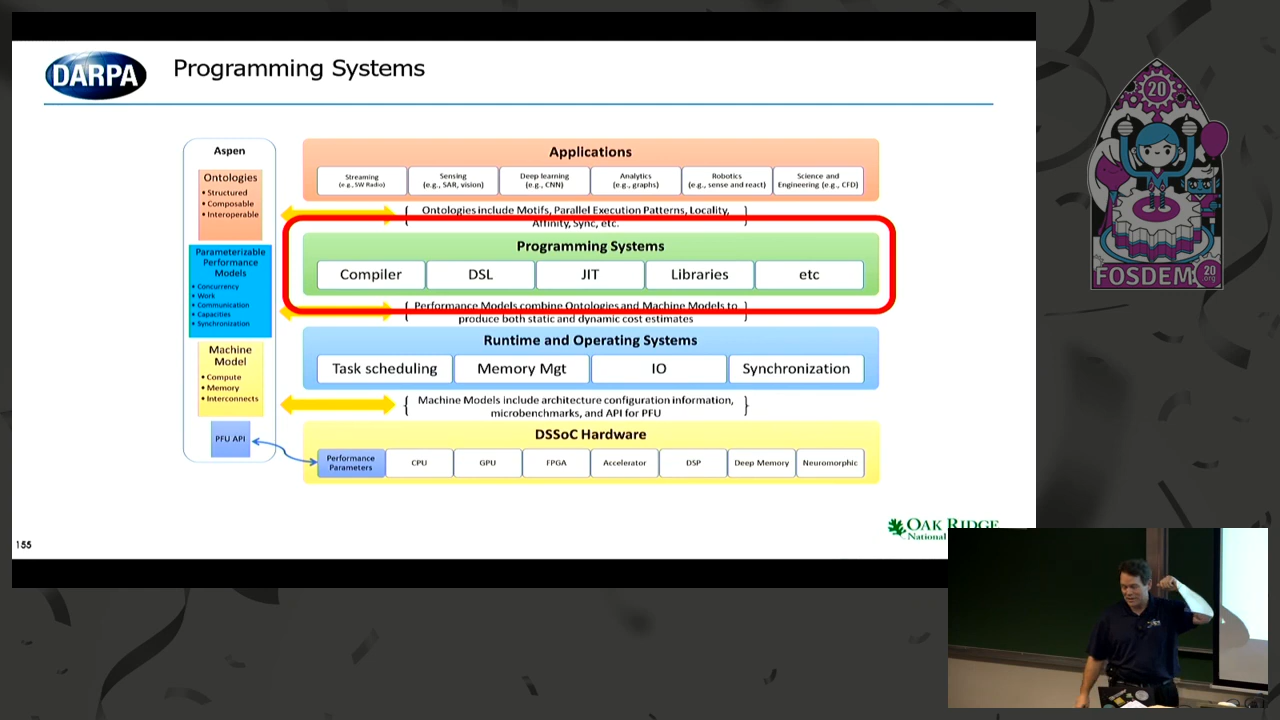 DARPA
Programming Systems
Aspen
Ontologies
• Structured
• Composable
• Interoperable
Parameterizable
Performance
Models
• Concurrency
• Work
• Communication
• Capacities
• Synchronization
Machine
Model
• Compute
• Memory
• Interconnects
PFU API
Applications
Streaming
(e.g., SW Radio)
Sensing
(e.g., SAR, vision)
Deep learning
(e.g., CNN)
Analytics
(e.g., graphs)
Robotics
(e.g., sense and react)
Science and
Engineering (e.g., CFD)
Ontologies include Motifs, Parallel Execution Patterns, Locality,
Affinity, Sync, etc.
Programming Systems
Compiler
DSL
JIT
Libraries
etc
Performance Models combine Ontologies and Machine Models to
produce both static and dynamic cost estimates
Runtime and Operating Systems
Task scheduling
Memory Mgt
IO
Synchronization
Machine Models include architecture configuration information,
microbenchmarks, and API for PFU
DSSoC Hardware
Performance
Parameters
CPU
GPU
FPGA
Accelerator
DSP
Deep Memory
Neuromorphic
155
OAK RIDGE
National
20
FOSDEM
20
.org